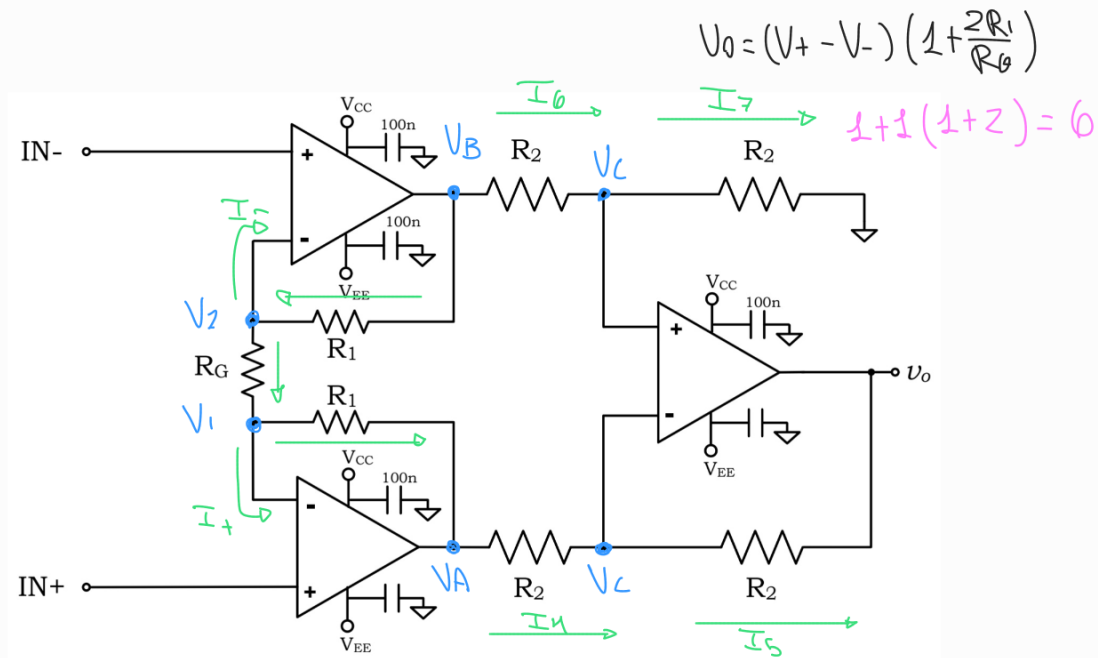 V0=(V+ -V-)(1+2R1/RG)
I6
I7
1+1(1+2)=6
VCC
100n
IN-
+
VB
R2
VC
R2
I-
100n
-
VEE
VCC
100n
V2
R1
+
RG
vo
R1
V1
-
VCC
VEE
100n
-
I+
VA
VC
IN+
+
R2
R2
VEE
I4
I5